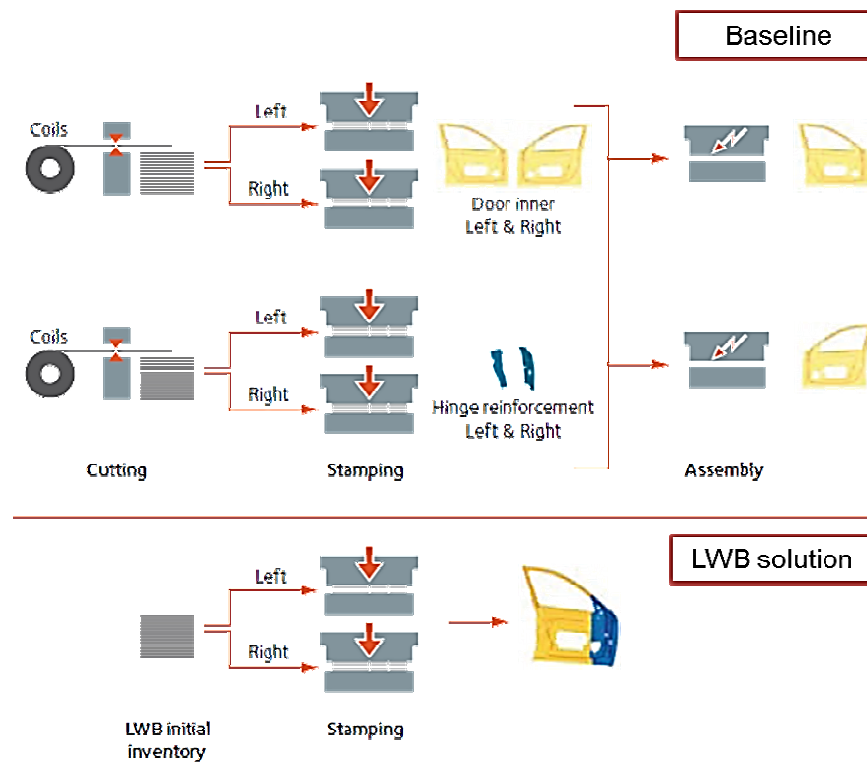 Baseline
Coils
Left
Right
Door inner
Left & Right
Coils
Left
Right
Hinge reinforcement
Left & Right
Cutting
Stamping
Assembly
LWB solution
Left
Right
LWB initial
inventory
Stamping